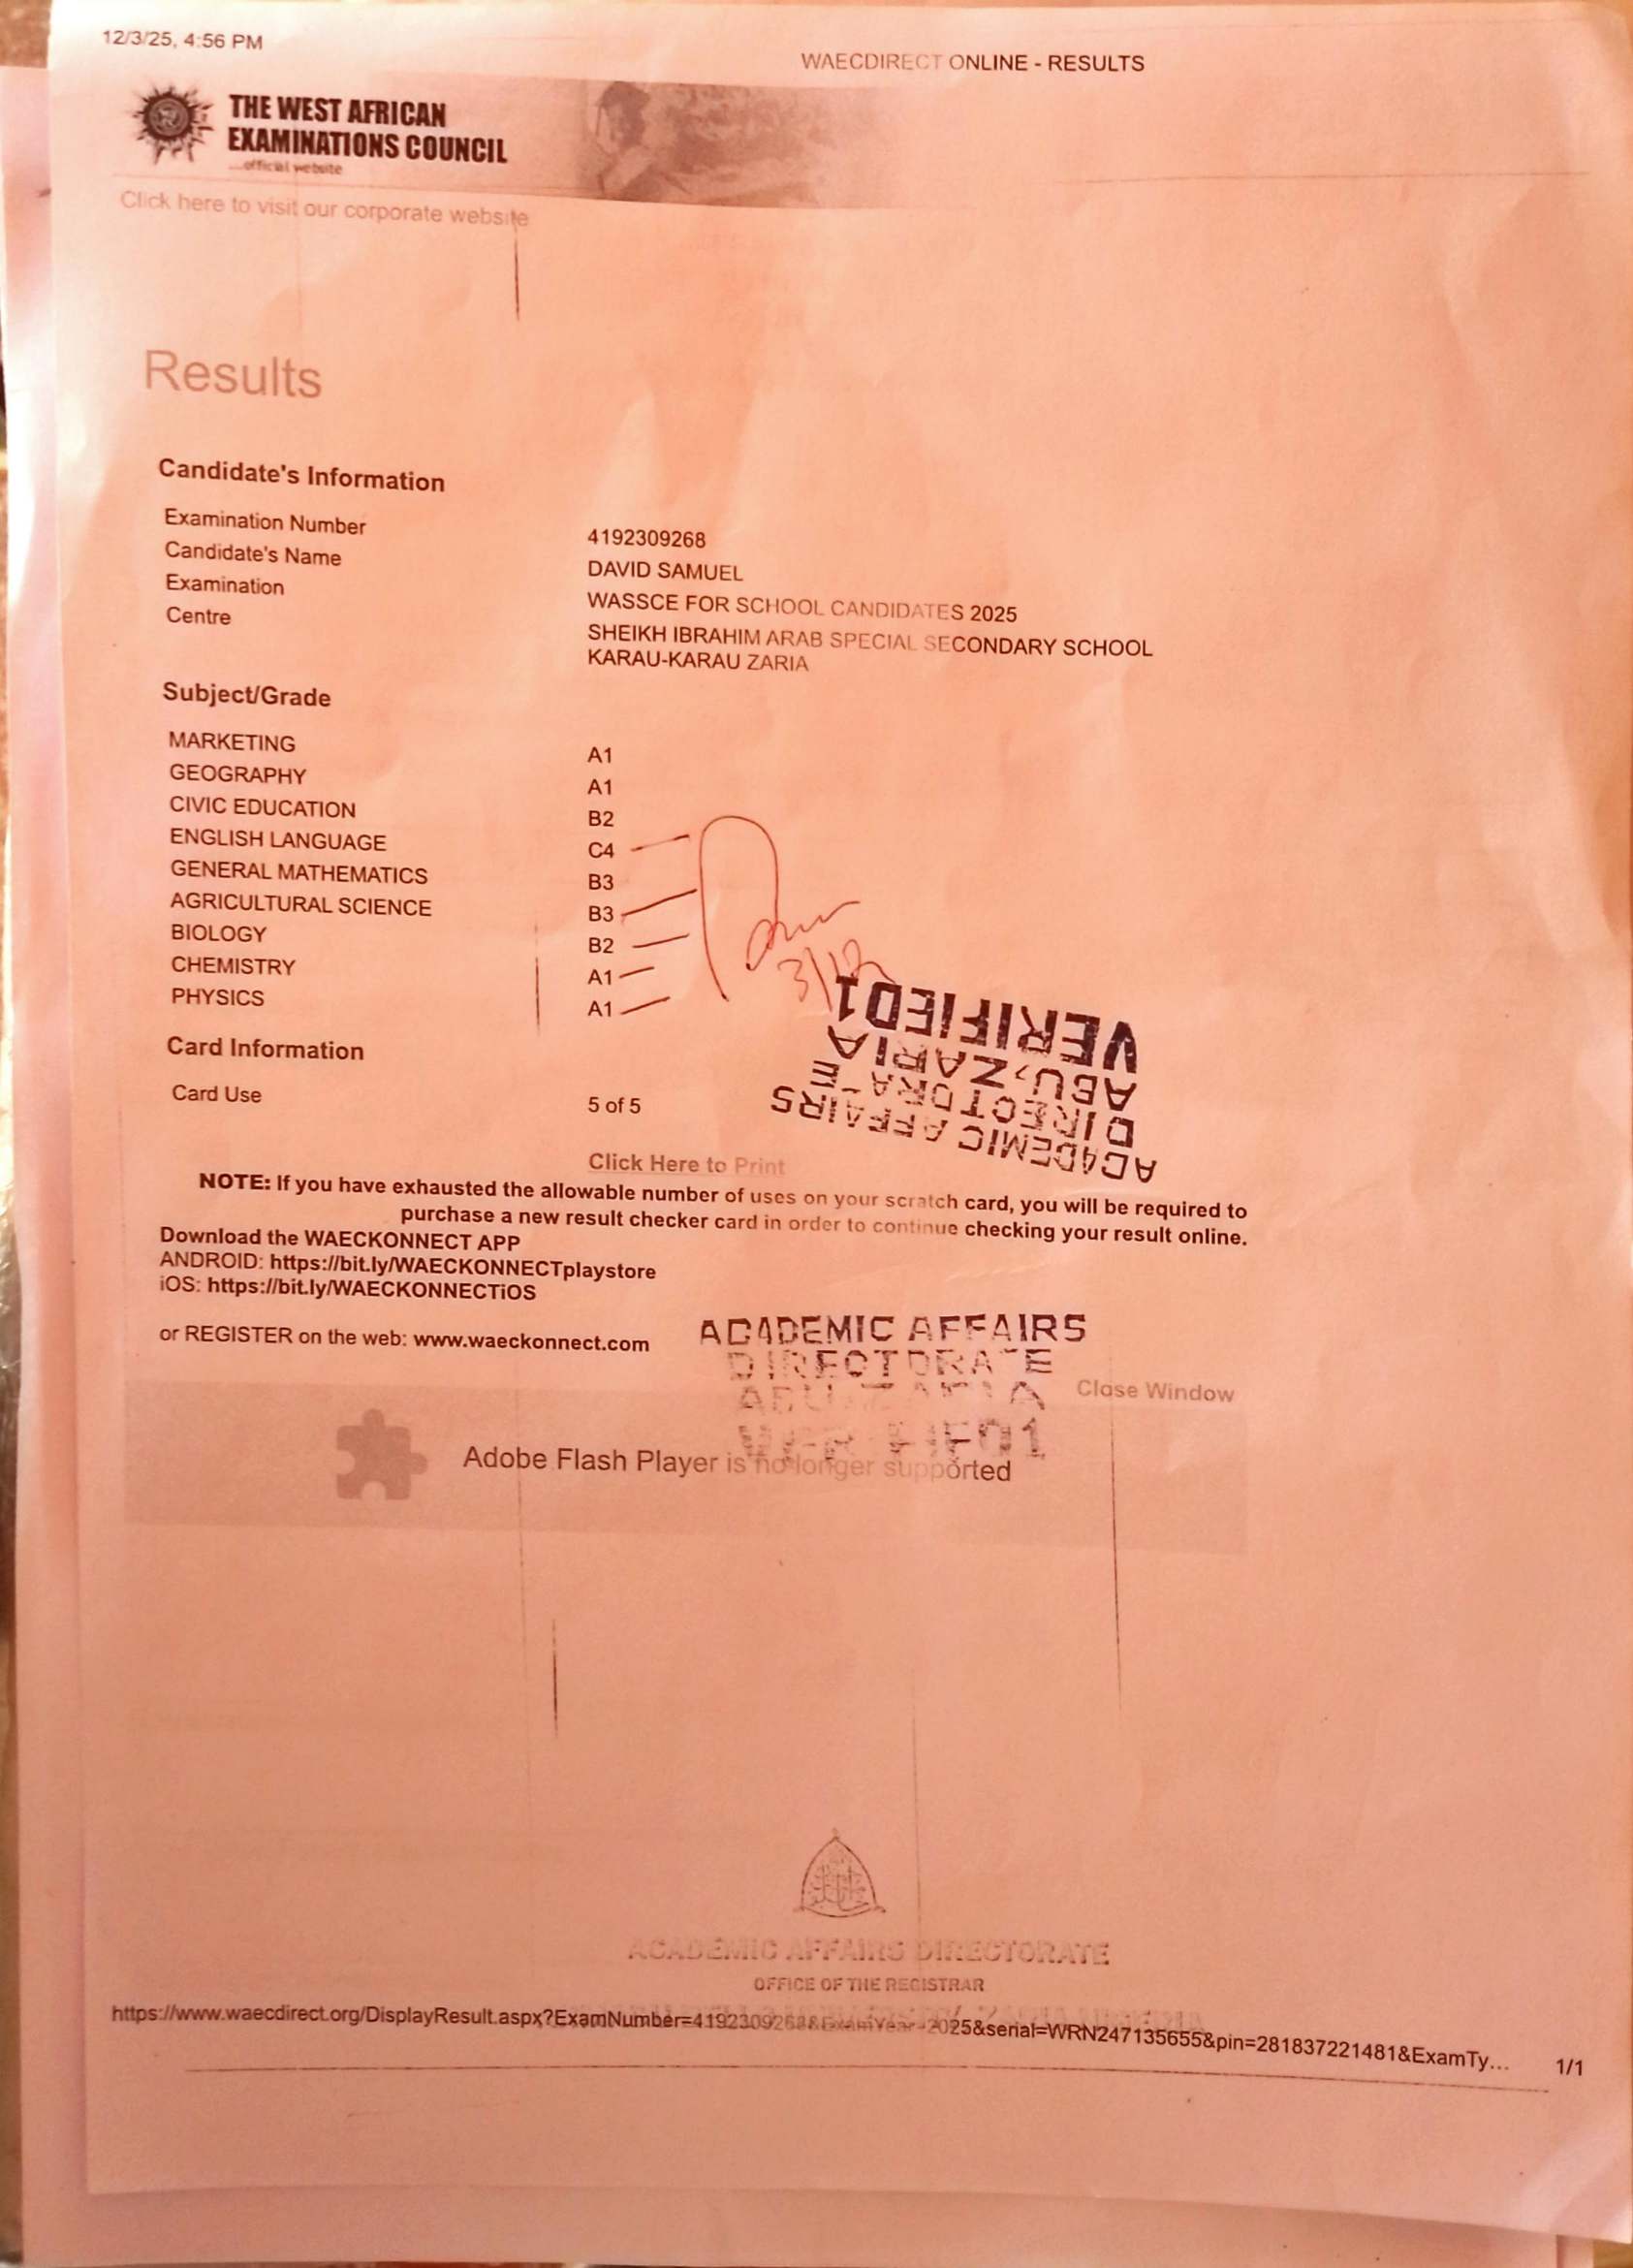 12/3/25, 4:56 PM
WAECDIRECT ONLINE - RESULTS
THE WEST AFRICAN
EXAMINATIONS COUNCIL
...official website
Click here to visit our corporate website
Results
Candidate's Information
Examination Number 4192309268
Candidate's Name DAVID SAMUEL
Examination WASSCE FOR SCHOOL CANDIDATES 2025
Centre SHEIKH IBRAHIM ARAB SPECIAL SECONDARY SCHOOL
KARAU-KARAU ZARIA
Subject/Grade
MARKETING A1
GEOGRAPHY A1
CIVIC EDUCATION B2
ENGLISH LANGUAGE C4
GENERAL MATHEMATICS B3
AGRICULTURAL SCIENCE B3
BIOLOGY B2
CHEMISTRY A1
PHYSICS A1
3/12
ACADEMIC AFFAIRS
DIRECTORATE
ABU, ZARIA
VERIFIED1
Card Information
Card Use 5 of 5
Click Here to Print
NOTE: If you have exhausted the allowable number of uses on your scratch card, you will be required to
purchase a new result checker card in order to continue checking your result online.
Download the WAECKONNECT APP
ANDROID: https://bit.ly/WAECKONNECTplaystore
iOS: https://bit.ly/WAECKONNECTiOS
or REGISTER on the web: www.waeckonnect.com
ACADEMIC AFFAIRS
DIRECTORATE
ABU, ZARIA
VERIFIED1
Close Window
Adobe Flash Player is no longer supported
ACADEMIC AFFAIRS DIRECTORATE
OFFICE OF THE REGISTRAR
https://www.waecdirect.org/DisplayResult.aspx?ExamNumber=4192309268&ExamYear=2025&serial=WRN247135655&pin=281837221481&ExamTy...
1/1